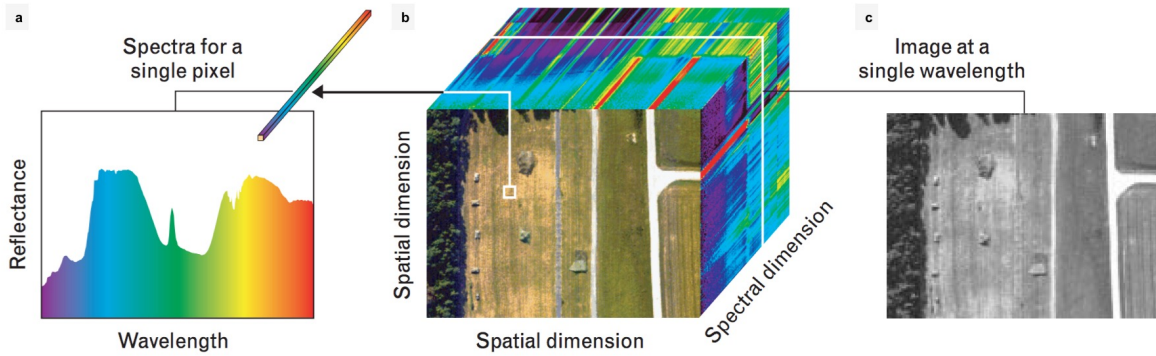 a
Spectra for a
single pixel
Reflectance
Wavelength
b
Spatial dimension
Spatial dimension
Spectral dimension
c
Image at a
single wavelength